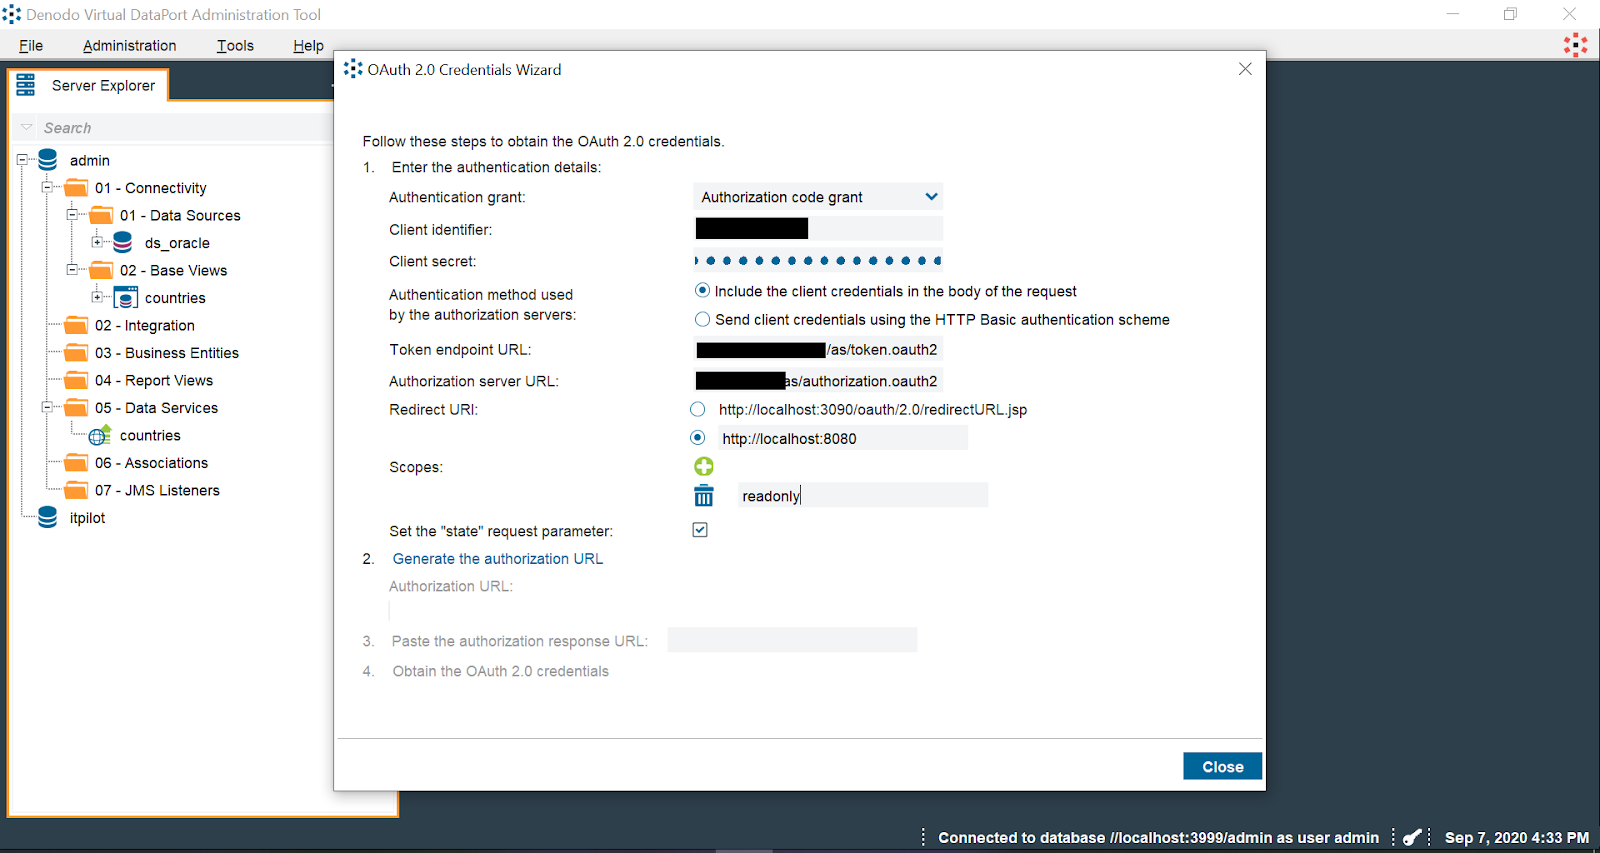 Denodo Virtual DataPort Administration Tool
File Administration Tools Help
Server Explorer
Search
admin
01 - Connectivity
01 - Data Sources
ds_oracle
02 - Base Views
countries
02 - Integration
03 - Business Entities
04 - Report Views
05 - Data Services
countries
06 - Associations
07 - JMS Listeners
itpilot
OAuth 2.0 Credentials Wizard
Follow these steps to obtain the OAuth 2.0 credentials.
1. Enter the authentication details:
Authentication grant: Authorization code grant
Client identifier:
Client secret:
Authentication method used
by the authorization servers:
Include the client credentials in the body of the request
Send client credentials using the HTTP Basic authentication scheme
Token endpoint URL: /as/token.oauth2
Authorization server URL: as/authorization.oauth2
Redirect URI: http://localhost:3090/oauth/2.0/redirectURL.jsp
http://localhost:8080
Scopes:
readonly
Set the "state" request parameter:
2. Generate the authorization URL
Authorization URL:
3. Paste the authorization response URL:
4. Obtain the OAuth 2.0 credentials
Close
Connected to database //localhost:3999/admin as user admin Sep 7, 2020 4:33 PM